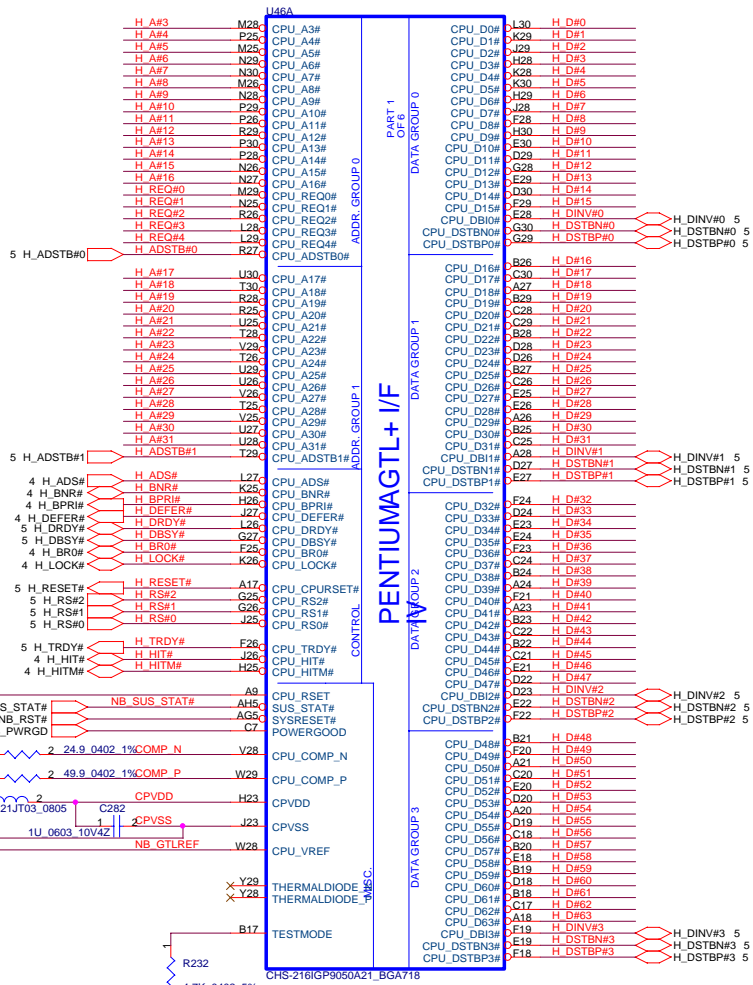 U46A
H_A#3 M28 CPU_A3#
H_A#4 P25 CPU_A4#
H_A#5 M25 CPU_A5#
H_A#6 N29 CPU_A6#
H_A#7 N30 CPU_A7#
H_A#8 M26 CPU_A8#
H_A#9 N28 CPU_A9#
H_A#10 P29 CPU_A10#
H_A#11 P26 CPU_A11#
H_A#12 R29 CPU_A12#
H_A#13 P30 CPU_A13#
H_A#14 P28 CPU_A14#
H_A#15 N26 CPU_A15#
H_A#16 N27 CPU_A16#
H_REQ#0 M29 CPU_REQ0#
H_REQ#1 N25 CPU_REQ1#
H_REQ#2 R26 CPU_REQ2#
H_REQ#3 L28 CPU_REQ3#
H_REQ#4 L29 CPU_REQ4#
5 H_ADSTB#0 H_ADSTB#0 R27 CPU_ADSTB0#
H_A#17 U30 CPU_A17#
H_A#18 T30 CPU_A18#
H_A#19 R28 CPU_A19#
H_A#20 R25 CPU_A20#
H_A#21 U25 CPU_A21#
H_A#22 T28 CPU_A22#
H_A#23 V29 CPU_A23#
H_A#24 T26 CPU_A24#
H_A#25 U29 CPU_A25#
H_A#26 U26 CPU_A26#
H_A#27 V26 CPU_A27#
H_A#28 T25 CPU_A28#
H_A#29 V25 CPU_A29#
H_A#30 U27 CPU_A30#
H_A#31 U28 CPU_A31#
5 H_ADSTB#1 H_ADSTB#1 T29 CPU_ADSTB1#
4 H_ADS# H_ADS# L27 CPU_ADS#
4 H_BNR# H_BNR# K25 CPU_BNR#
4 H_BPRI# H_BPRI# H26 CPU_BPRI#
4 H_DEFER# H_DEFER# J27 CPU_DEFER#
5 H_DRDY# H_DRDY# L26 CPU_DRDY#
5 H_DBSY# H_DBSY# G27 CPU_DBSY#
4 H_BR0# H_BR0# F25 CPU_BR0#
4 H_LOCK# H_LOCK# K26 CPU_LOCK#
5 H_RESET# H_RESET# A17 CPU_CPURSET#
5 H_RS#2 H_RS#2 G25 CPU_RS2#
5 H_RS#1 H_RS#1 G26 CPU_RS1#
5 H_RS#0 H_RS#0 J25 CPU_RS0#
5 H_TRDY# H_TRDY# F26 CPU_TRDY#
4 H_HIT# H_HIT# J26 CPU_HIT#
4 H_HITM# H_HITM# H25 CPU_HITM#
A9 CPU_RSET
S_STAT# NB_SUS_STAT# AH5 SUS_STAT#
NB_RST# AG5 SYSRESET#
_PWRGD C7 POWERGOOD
2 24.9_0402_1% COMP_N V28 CPU_COMP_N
2 49.9_0402_1% COMP_P W29 CPU_COMP_P
21JT03_0805 2 CPVDD H23 CPVDD
C282
1 2 CPVSS J23 CPVSS
1U_0603_10V4Z
NB_GTLREF W28 CPU_VREF
Y29 THERMALDIODE_
Y28 THERMALDIODE_
B17 TESTMODE
1
R232
ADDR. GROUP 0
ADDR. GROUP 1
CONTROL
MISC.
PART 1
OF 6
PENTIUM
IV
AGTL+ I/F
DATA GROUP 0
DATA GROUP 1
DATA GROUP 2
DATA GROUP 3
CPU_D0# L30 H_D#0
CPU_D1# K29 H_D#1
CPU_D2# J29 H_D#2
CPU_D3# H28 H_D#3
CPU_D4# K28 H_D#4
CPU_D5# K30 H_D#5
CPU_D6# H29 H_D#6
CPU_D7# J28 H_D#7
CPU_D8# F28 H_D#8
CPU_D9# H30 H_D#9
CPU_D10# E30 H_D#10
CPU_D11# D29 H_D#11
CPU_D12# G28 H_D#12
CPU_D13# E29 H_D#13
CPU_D14# D30 H_D#14
CPU_D15# F29 H_D#15
CPU_DBI0# E28 H_DINV#0 H_DINV#0 5
CPU_DSTBN0# G30 H_DSTBN#0 H_DSTBN#0 5
CPU_DSTBP0# G29 H_DSTBP#0 H_DSTBP#0 5
CPU_D16# B26 H_D#16
CPU_D17# C30 H_D#17
CPU_D18# A27 H_D#18
CPU_D19# B29 H_D#19
CPU_D20# C28 H_D#20
CPU_D21# C29 H_D#21
CPU_D22# B28 H_D#22
CPU_D23# D28 H_D#23
CPU_D24# D26 H_D#24
CPU_D25# B27 H_D#25
CPU_D26# C26 H_D#26
CPU_D27# E25 H_D#27
CPU_D28# E26 H_D#28
CPU_D29# A26 H_D#29
CPU_D30# B25 H_D#30
CPU_D31# C25 H_D#31
CPU_DBI1# A28 H_DINV#1 H_DINV#1 5
CPU_DSTBN1# D27 H_DSTBN#1 H_DSTBN#1 5
CPU_DSTBP1# E27 H_DSTBP#1 H_DSTBP#1 5
CPU_D32# F24 H_D#32
CPU_D33# D24 H_D#33
CPU_D34# E23 H_D#34
CPU_D35# E24 H_D#35
CPU_D36# F23 H_D#36
CPU_D37# C24 H_D#37
CPU_D38# B24 H_D#38
CPU_D39# A24 H_D#39
CPU_D40# F21 H_D#40
CPU_D41# A23 H_D#41
CPU_D42# B23 H_D#42
CPU_D43# C22 H_D#43
CPU_D44# B22 H_D#44
CPU_D45# C21 H_D#45
CPU_D46# E21 H_D#46
CPU_D47# D22 H_D#47
CPU_DBI2# D23 H_DINV#2 H_DINV#2 5
CPU_DSTBN2# E22 H_DSTBN#2 H_DSTBN#2 5
CPU_DSTBP2# F22 H_DSTBP#2 H_DSTBP#2 5
CPU_D48# B21 H_D#48
CPU_D49# F20 H_D#49
CPU_D50# A21 H_D#50
CPU_D51# C20 H_D#51
CPU_D52# E20 H_D#52
CPU_D53# D20 H_D#53
CPU_D54# A20 H_D#54
CPU_D55# D19 H_D#55
CPU_D56# C18 H_D#56
CPU_D57# B20 H_D#57
CPU_D58# E18 H_D#58
CPU_D59# B19 H_D#59
CPU_D60# D18 H_D#60
CPU_D61# B18 H_D#61
CPU_D62# C17 H_D#62
CPU_D63# A18 H_D#63
CPU_DBI3# F19 H_DINV#3 H_DINV#3 5
CPU_DSTBN3# E19 H_DSTBN#3 H_DSTBN#3 5
CPU_DSTBP3# F18 H_DSTBP#3 H_DSTBP#3 5
CHS-216IGP9050A21_BGA718